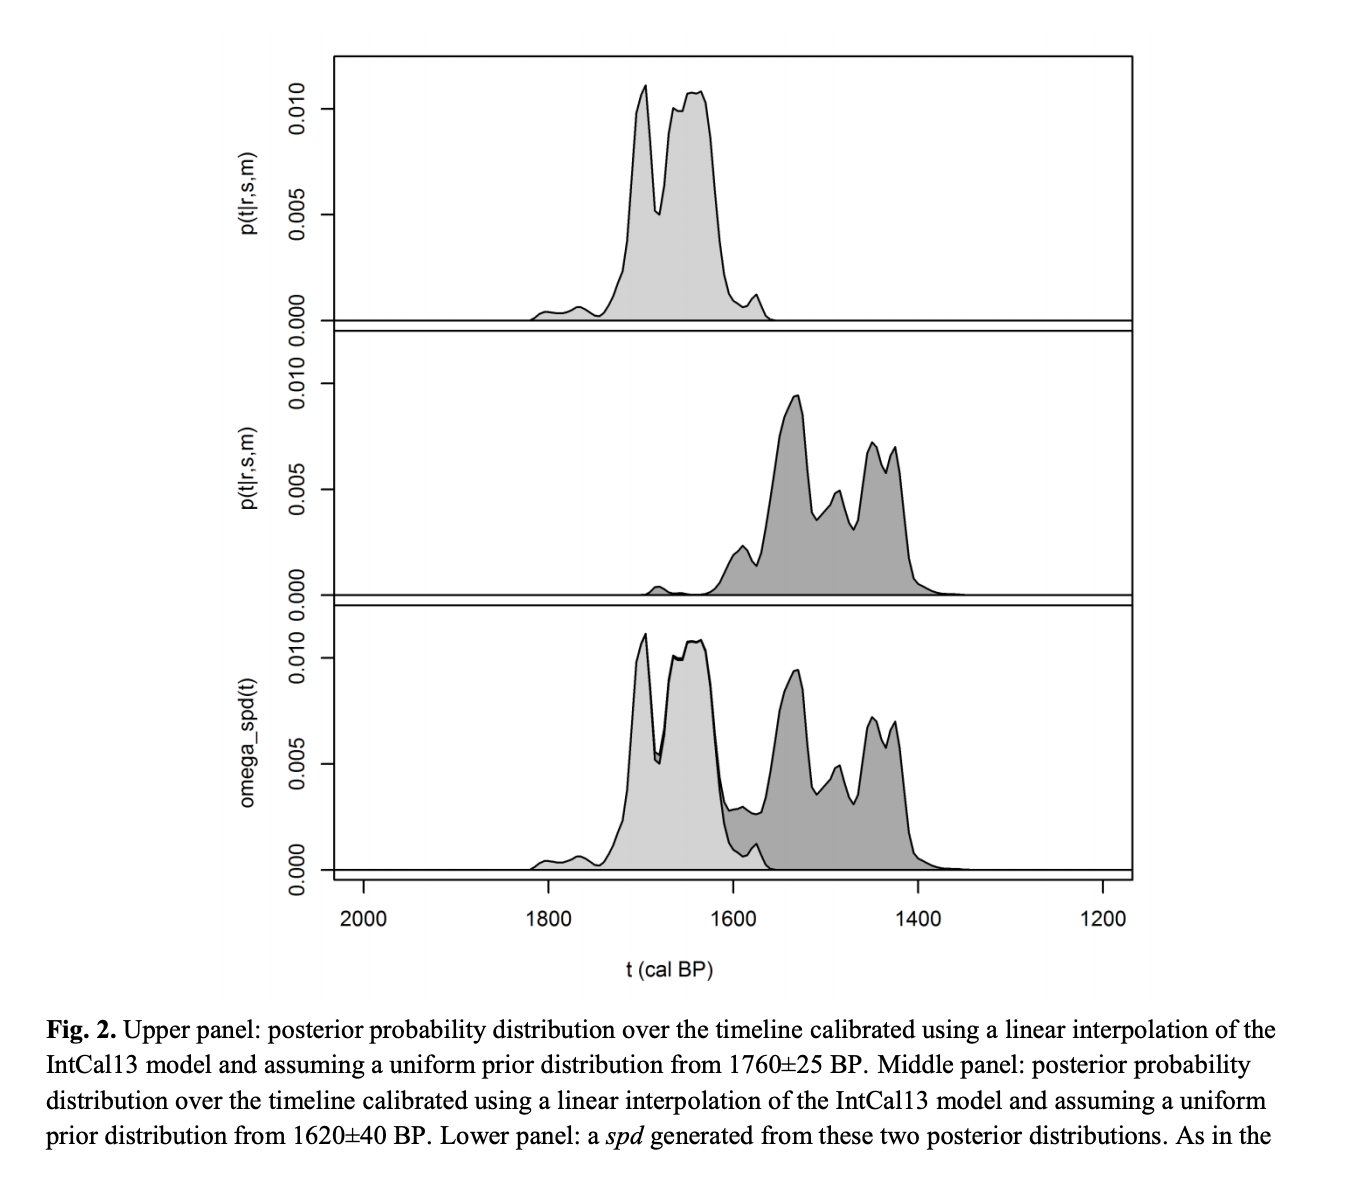 0.010
0.005
0.000
p(t|r,s,m)
0.010
0.005
0.000
p(t|r,s,m)
0.010
0.005
0.000
omega_spd(t)
2000 1800 1600 1400 1200
t (cal BP)
Fig. 2. Upper panel: posterior probability distribution over the timeline calibrated using a linear interpolation of the
IntCal13 model and assuming a uniform prior distribution from 1760±25 BP. Middle panel: posterior probability
distribution over the timeline calibrated using a linear interpolation of the IntCal13 model and assuming a uniform
prior distribution from 1620±40 BP. Lower panel: a spd generated from these two posterior distributions. As in the